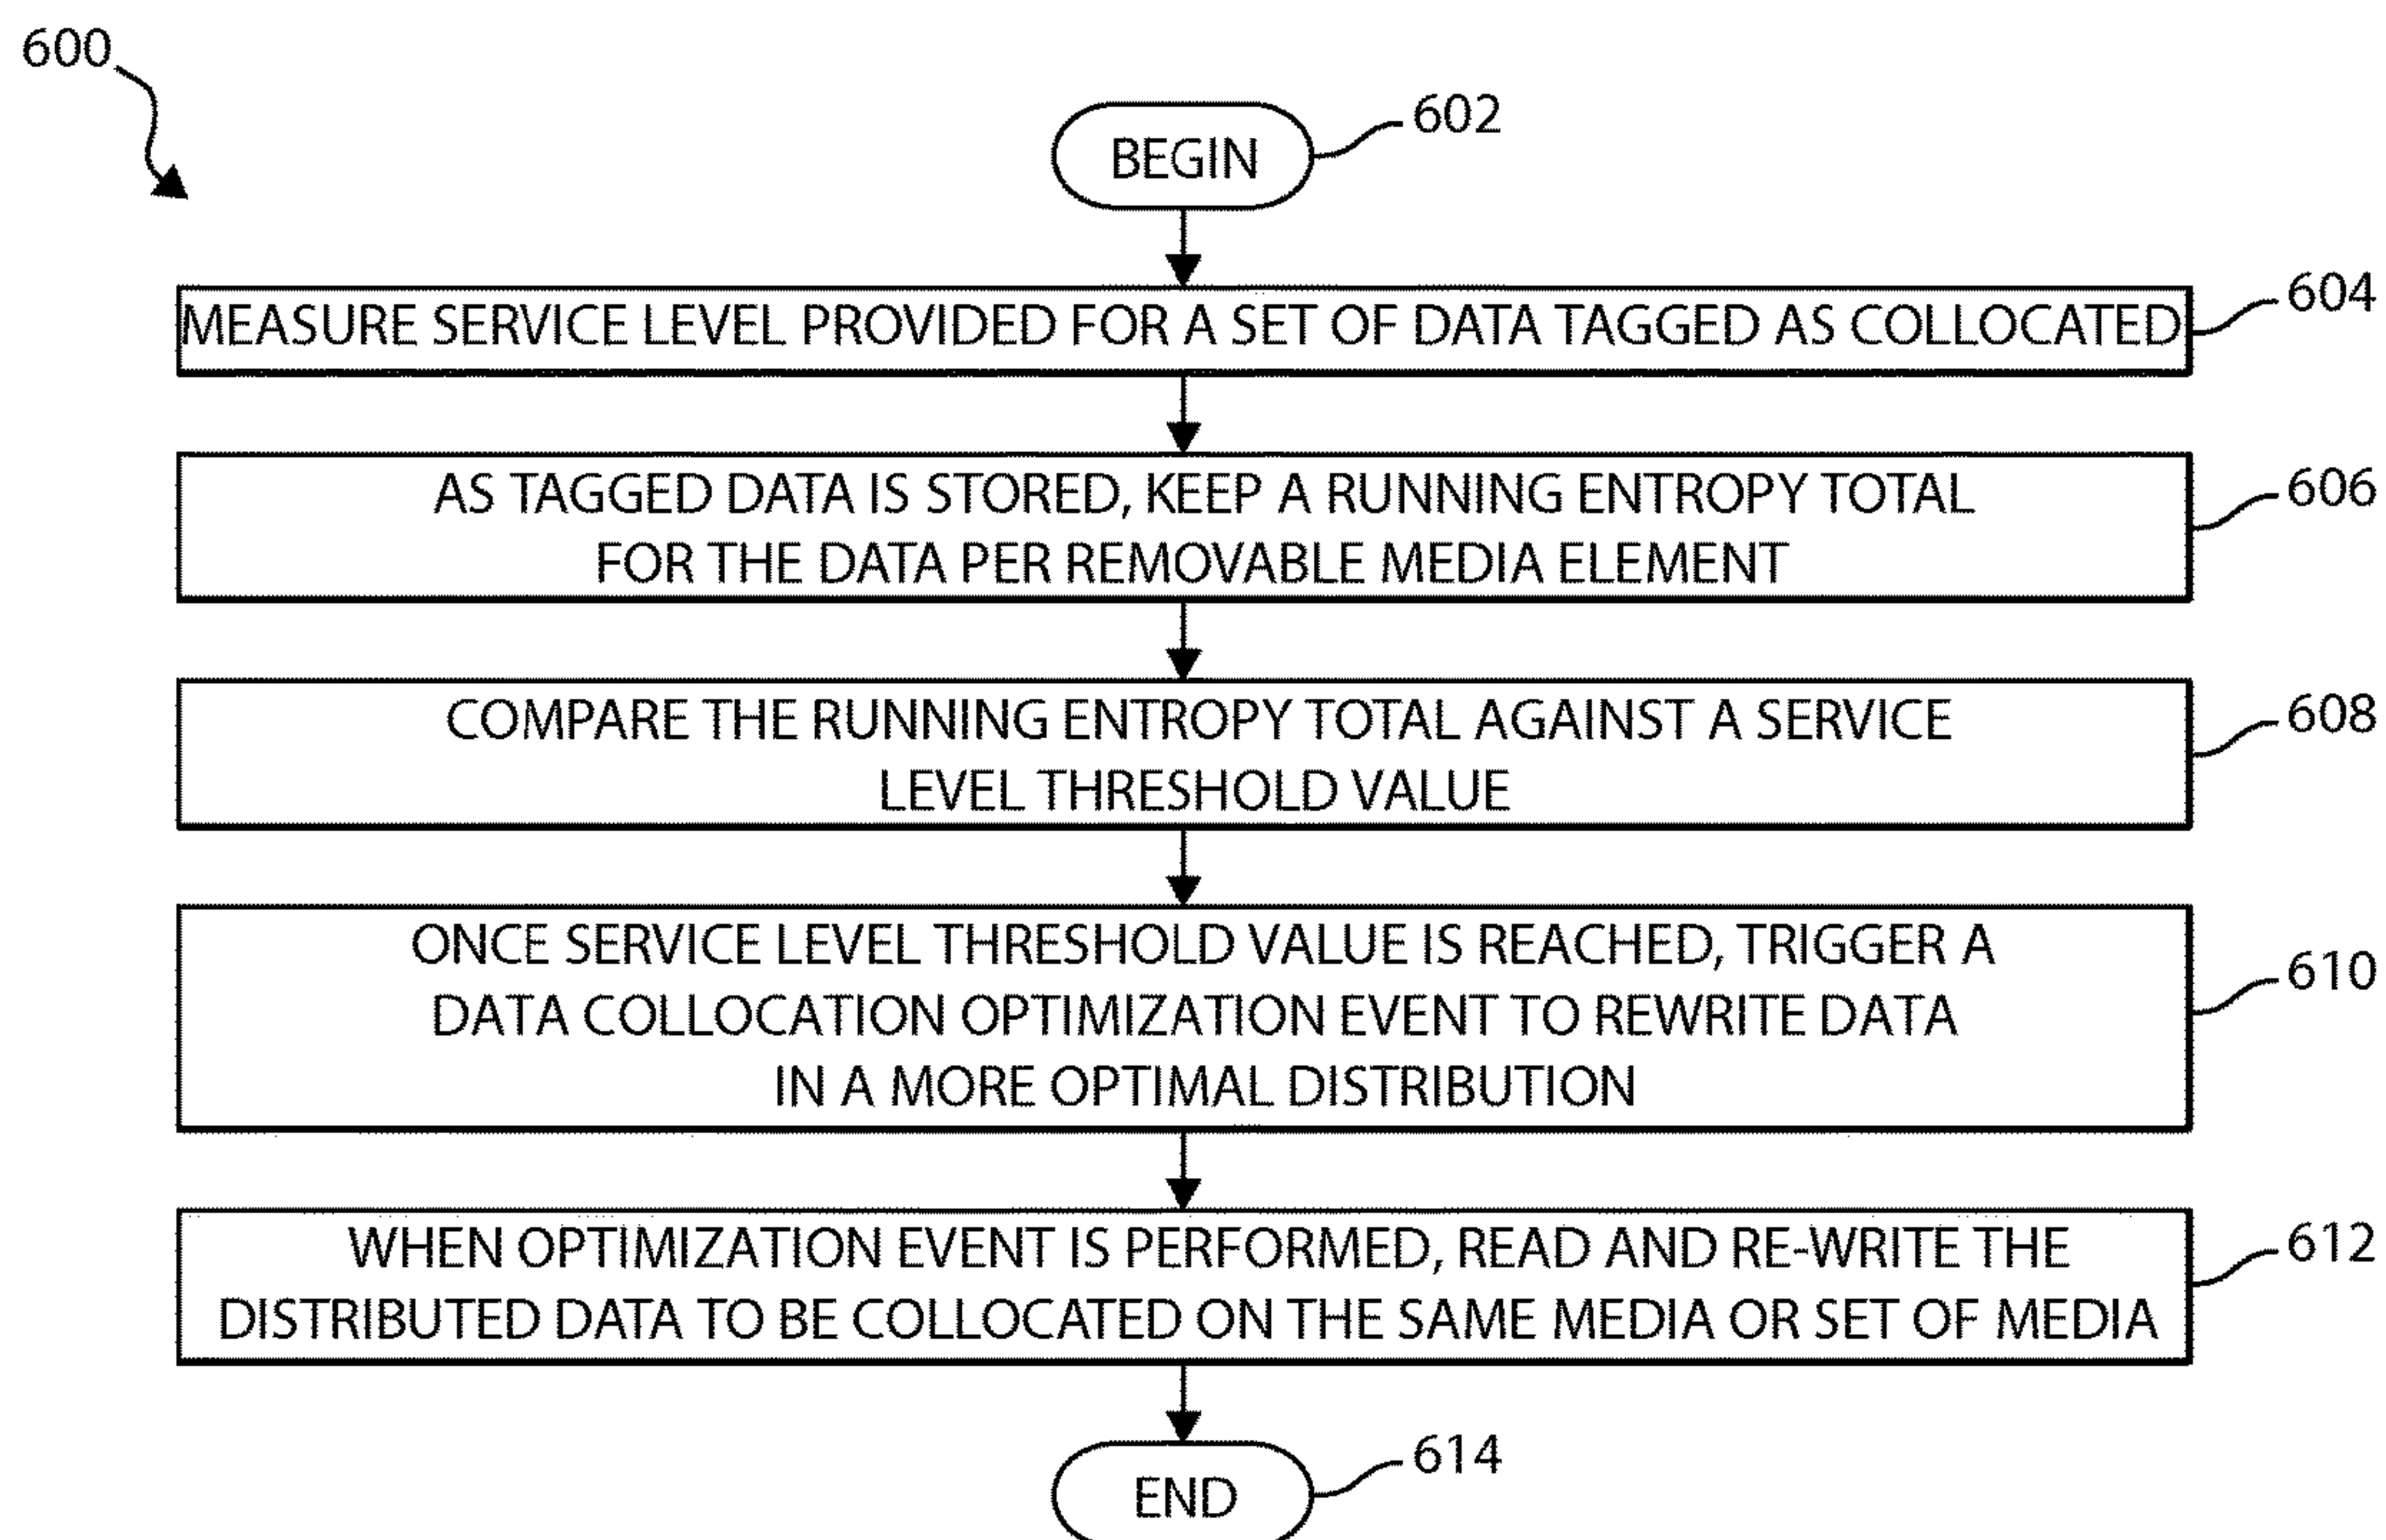 600
BEGIN
602
MEASURE SERVICE LEVEL PROVIDED FOR A SET OF DATA TAGGED AS COLLOCATED
604
AS TAGGED DATA IS STORED, KEEP A RUNNING ENTROPY TOTAL
FOR THE DATA PER REMOVABLE MEDIA ELEMENT
606
COMPARE THE RUNNING ENTROPY TOTAL AGAINST A SERVICE
LEVEL THRESHOLD VALUE
608
ONCE SERVICE LEVEL THRESHOLD VALUE IS REACHED, TRIGGER A
DATA COLLOCATION OPTIMIZATION EVENT TO REWRITE DATA
IN A MORE OPTIMAL DISTRIBUTION
610
WHEN OPTIMIZATION EVENT IS PERFORMED, READ AND RE-WRITE THE
DISTRIBUTED DATA TO BE COLLOCATED ON THE SAME MEDIA OR SET OF MEDIA
612
END
614